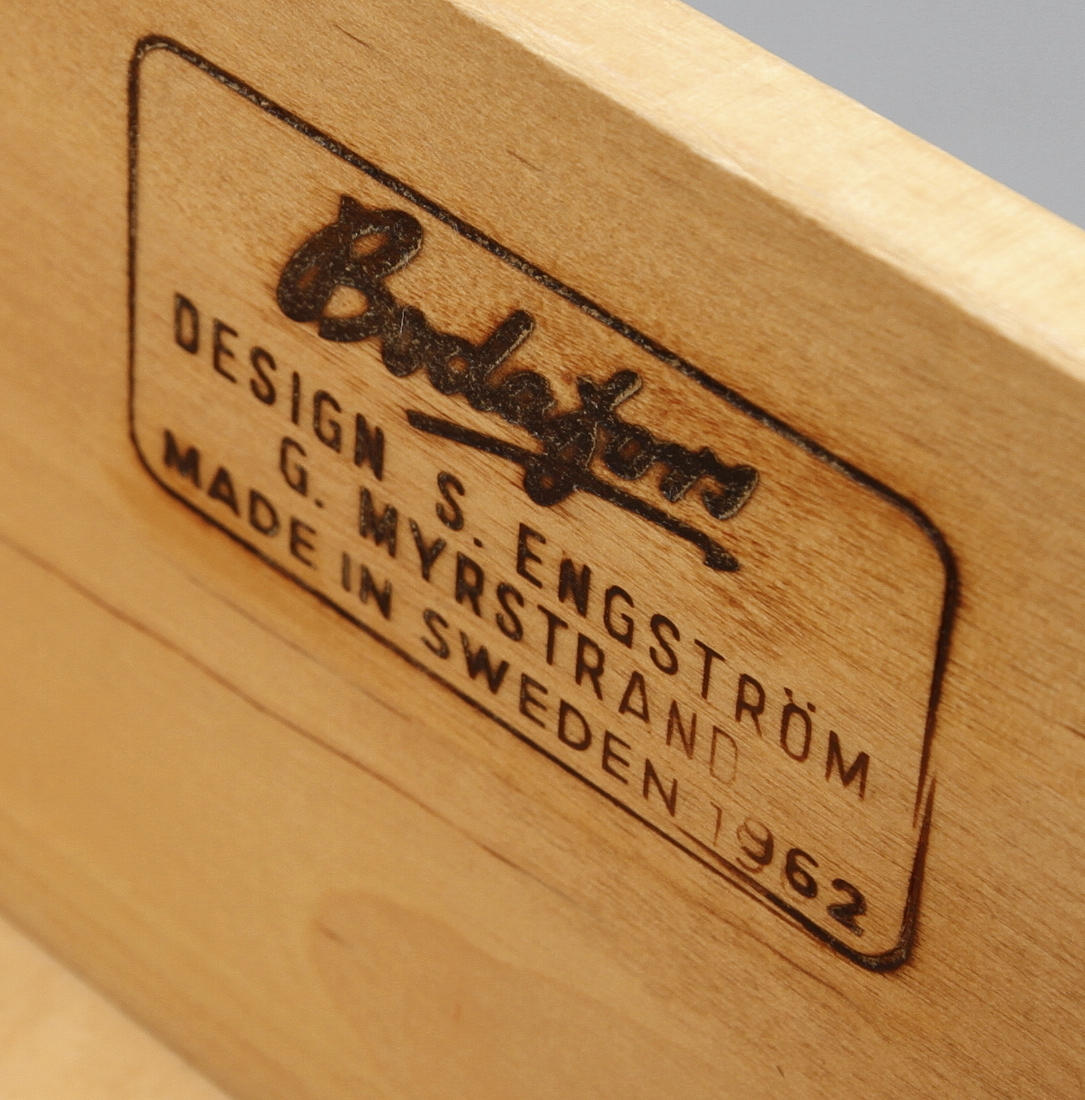 Bodafors
DESIGN S. ENGSTRÖM
G. MYRSTRAND
MADE IN SWEDEN 1962